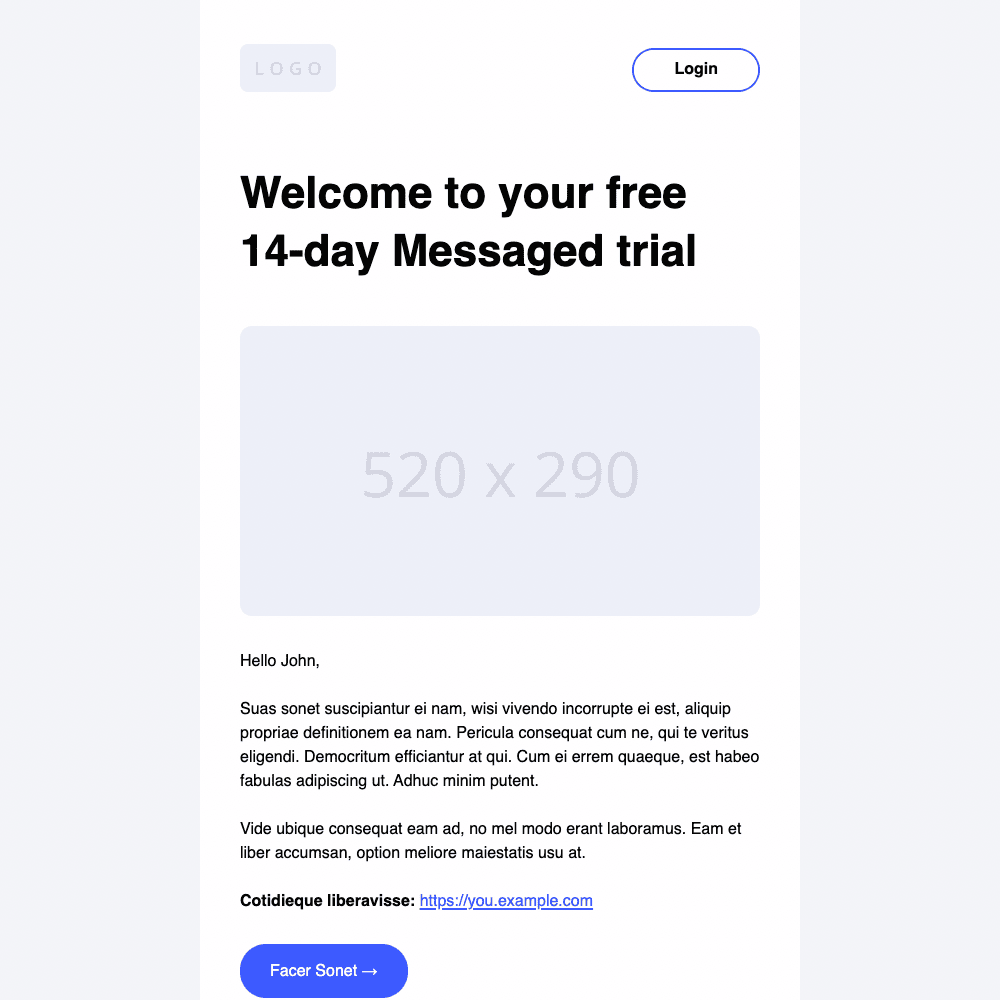 LOGO
Login
Welcome to your free
14-day Messaged trial
520 x 290
Hello John,
Suas sonet suscipiantur ei nam, wisi vivendo incorrupte ei est, aliquip
propriae definitionem ea nam. Pericula consequat cum ne, qui te veritus
eligendi. Democritum efficiantur at qui. Cum ei errem quaeque, est habeo
fabulas adipiscing ut. Adhuc minim putent.
Vide ubique consequat eam ad, no mel modo erant laboramus. Eam et
liber accumsan, option meliore maiestatis usu at.
Cotidieque liberavisse: https://you.example.com
Facer Sonet →